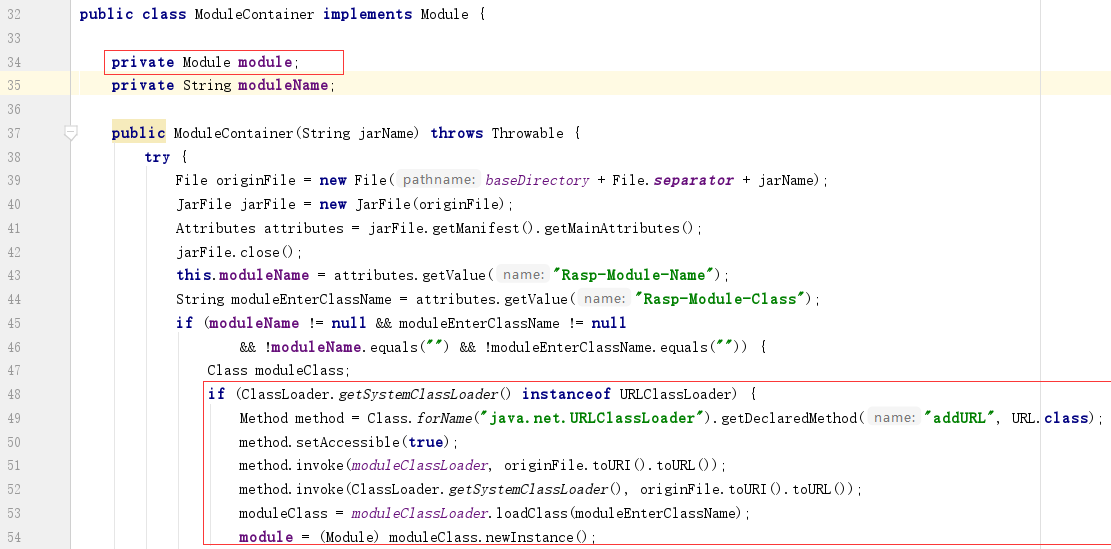 32 public class ModuleContainer implements Module {
33
34 private Module module;
35 private String moduleName;
36
37 public ModuleContainer(String jarName) throws Throwable {
38 try {
39 File originFile = new File( pathname: baseDirectory + File.separator + jarName);
40 JarFile jarFile = new JarFile(originFile);
41 Attributes attributes = jarFile.getManifest().getMainAttributes();
42 jarFile.close();
43 this.moduleName = attributes.getValue( name: "Rasp-Module-Name");
44 String moduleEnterClassName = attributes.getValue( name: "Rasp-Module-Class");
45 if (moduleName != null && moduleEnterClassName != null
46 && !moduleName.equals("") && !moduleEnterClassName.equals("")) {
47 Class moduleClass;
48 if (ClassLoader.getSystemClassLoader() instanceof URLClassLoader) {
49 Method method = Class.forName("java.net.URLClassLoader").getDeclaredMethod( name: "addURL", URL.class);
50 method.setAccessible(true);
51 method.invoke(moduleClassLoader, originFile.toURI().toURL());
52 method.invoke(ClassLoader.getSystemClassLoader(), originFile.toURI().toURL());
53 moduleClass = moduleClassLoader.loadClass(moduleEnterClassName);
54 module = (Module) moduleClass.newInstance();